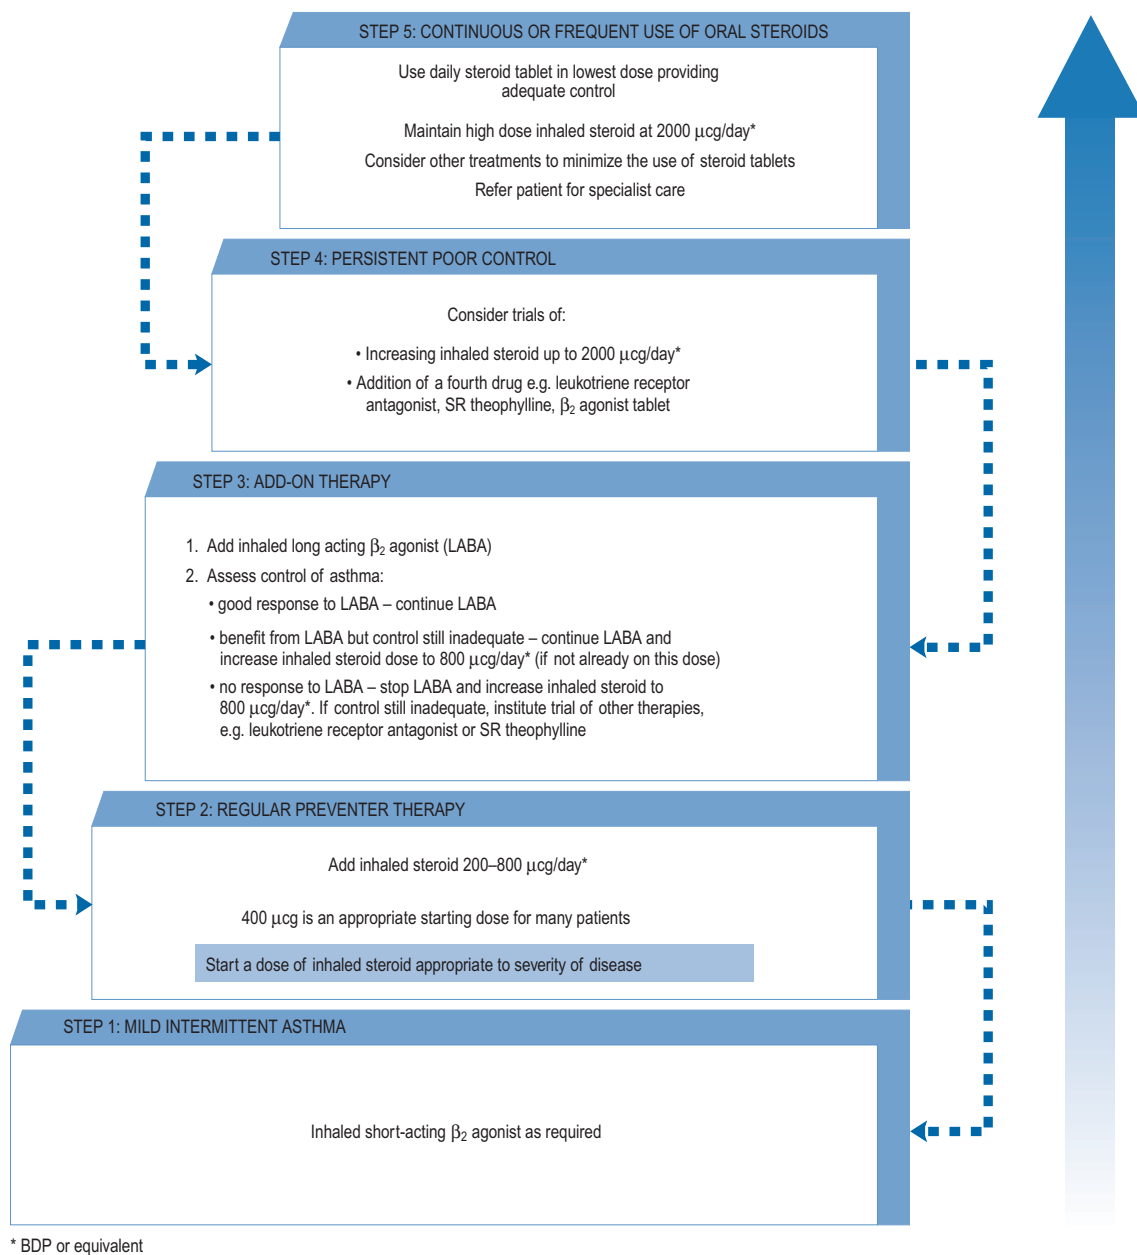 STEP 5: CONTINUOUS OR FREQUENT USE OF ORAL STEROIDS
Use daily steroid tablet in lowest dose providing
adequate control
Maintain high dose inhaled steroid at 2000 μcg/day*
Consider other treatments to minimize the use of steroid tablets
Refer patient for specialist care
STEP 4: PERSISTENT POOR CONTROL
Consider trials of:
• Increasing inhaled steroid up to 2000 μcg/day*
• Addition of a fourth drug e.g. leukotriene receptor
antagonist, SR theophylline, β₂ agonist tablet
STEP 3: ADD-ON THERAPY
1. Add inhaled long acting β₂ agonist (LABA)
2. Assess control of asthma:
• good response to LABA – continue LABA
• benefit from LABA but control still inadequate – continue LABA and
increase inhaled steroid dose to 800 μcg/day* (if not already on this dose)
• no response to LABA – stop LABA and increase inhaled steroid to
800 μcg/day*. If control still inadequate, institute trial of other therapies,
e.g. leukotriene receptor antagonist or SR theophylline
STEP 2: REGULAR PREVENTER THERAPY
Add inhaled steroid 200–800 μcg/day*
400 μcg is an appropriate starting dose for many patients
Start a dose of inhaled steroid appropriate to severity of disease
STEP 1: MILD INTERMITTENT ASTHMA
Inhaled short-acting β₂ agonist as required
* BDP or equivalent